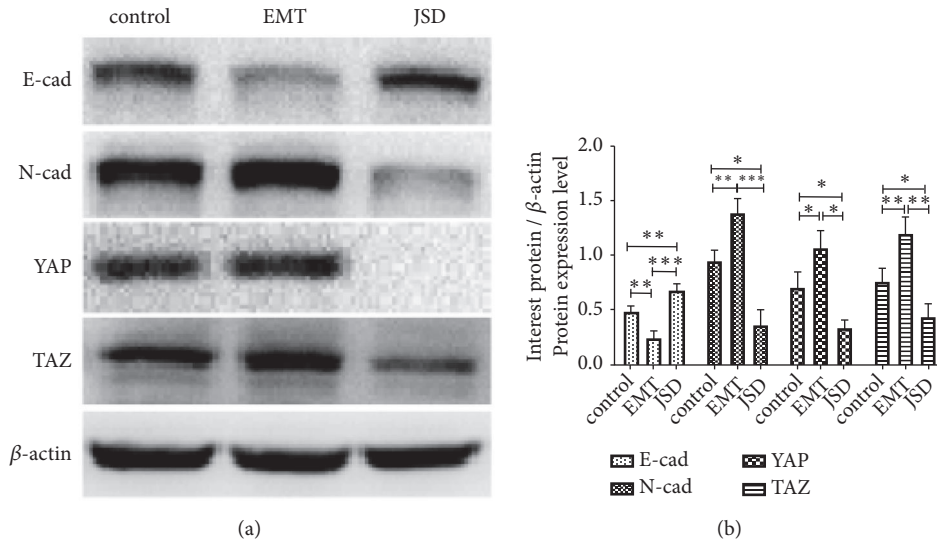 control EMT JSD
E-cad
N-cad
YAP
TAZ
β-actin
(a)
Interest protein / β-actin
Protein expression level
2.0
1.5
1.0
0.5
0.0
** *** **
** *** *
* * *
** ** *
control EMT JSD control EMT JSD control EMT JSD control EMT JSD
E-cad YAP
N-cad TAZ
(b)